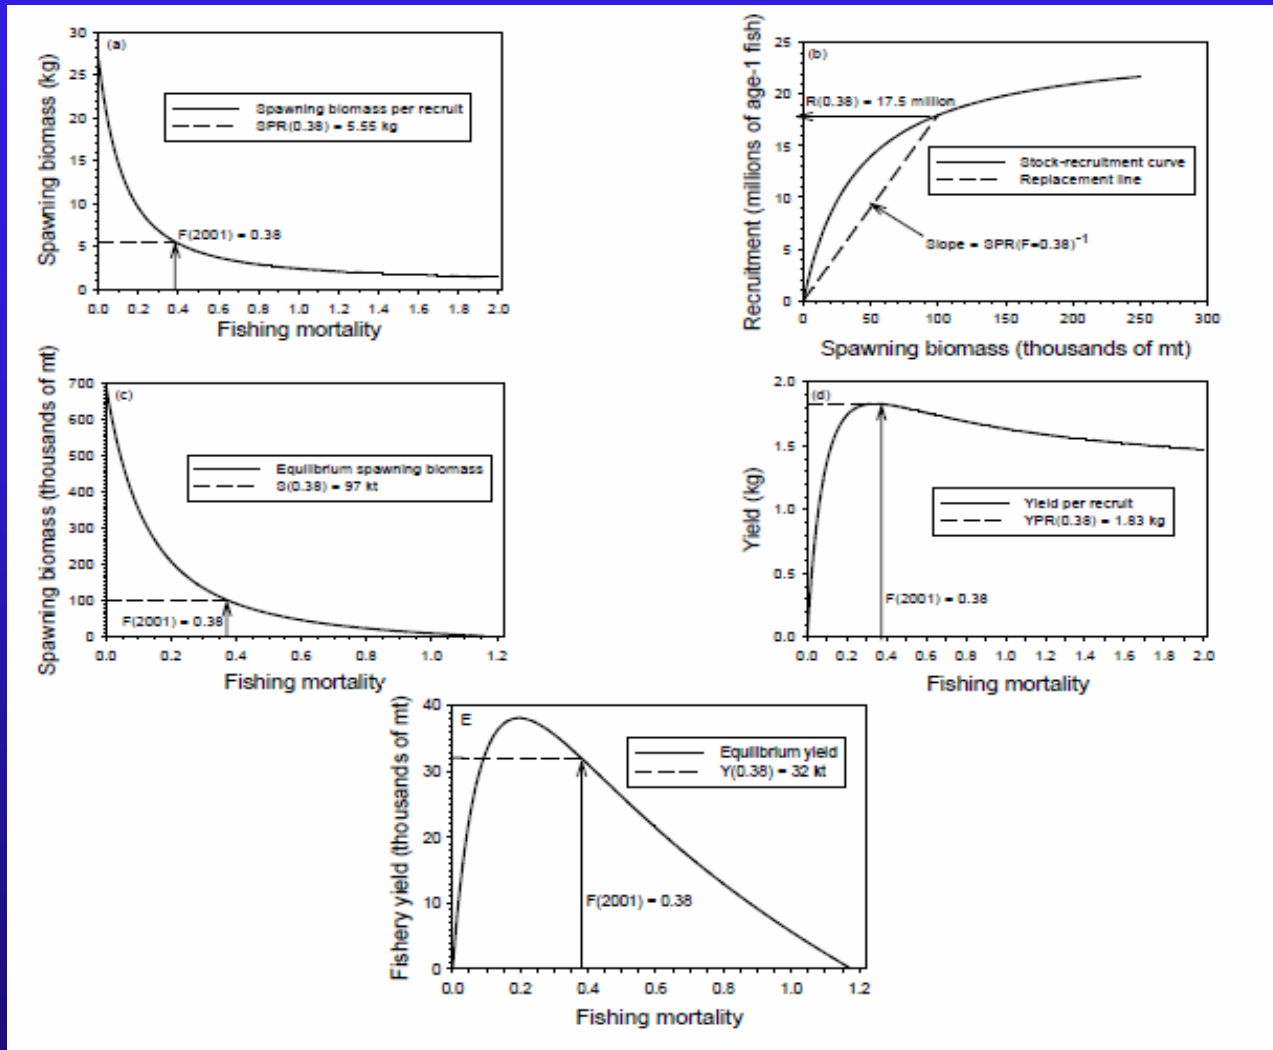 (a)
Spawning biomass (kg)
30
25
20
15
10
5
0
Spawning biomass per recruit
SPR(0.38) = 5.55 kg
F(2001) = 0.38
0.0 0.2 0.4 0.6 0.8 1.0 1.2 1.4 1.6 1.8 2.0
Fishing mortality
(b)
Recruitment (millions of age-1 fish)
25
20
15
10
5
0
R(0.38) = 17.5 million
Stock-recruitment curve
Replacement line
Slope = SPR(F=0.38)⁻¹
0 50 100 150 200 250 300
Spawning biomass (thousands of mt)
(c)
Spawning biomass (thousands of mt)
700
600
500
400
300
200
100
0
Equilibrium spawning biomass
S(0.38) = 97 kt
F(2001) = 0.38
0.0 0.2 0.4 0.6 0.8 1.0 1.2
Fishing mortality
(d)
Yield (kg)
2.0
1.5
1.0
0.5
0.0
Yield per recruit
YPR(0.38) = 1.83 kg
F(2001) = 0.38
0.0 0.2 0.4 0.6 0.8 1.0 1.2 1.4 1.6 1.8 2.0
Fishing mortality
E
Fishery yield (thousands of mt)
40
30
20
10
0
Equilibrium yield
Y(0.38) = 32 kt
F(2001) = 0.38
0.0 0.2 0.4 0.6 0.8 1.0 1.2
Fishing mortality